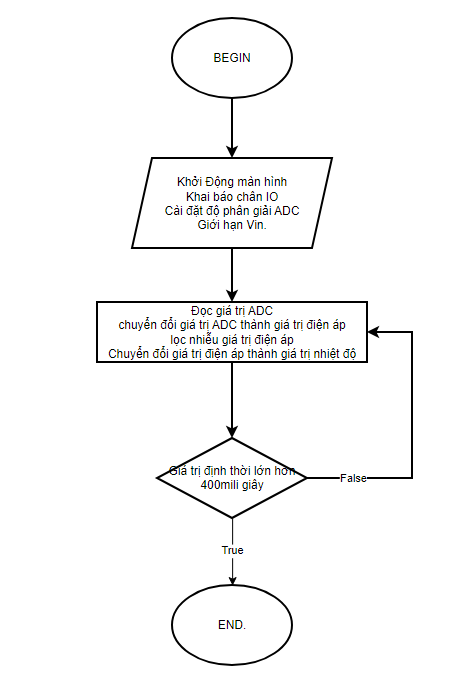 BEGIN
Khởi Động màn hình
Khai báo chân IO
Cài đặt độ phân giải ADC
Giới hạn Vin.
Đọc giá trị ADC
chuyển đổi giá trị ADC thành giá trị điện áp
lọc nhiễu giá trị điện áp
Chuyển đổi giá trị điện áp thành giá trị nhiệt độ
Giá trị định thời lớn hơn
400mili giây
False
True
END.